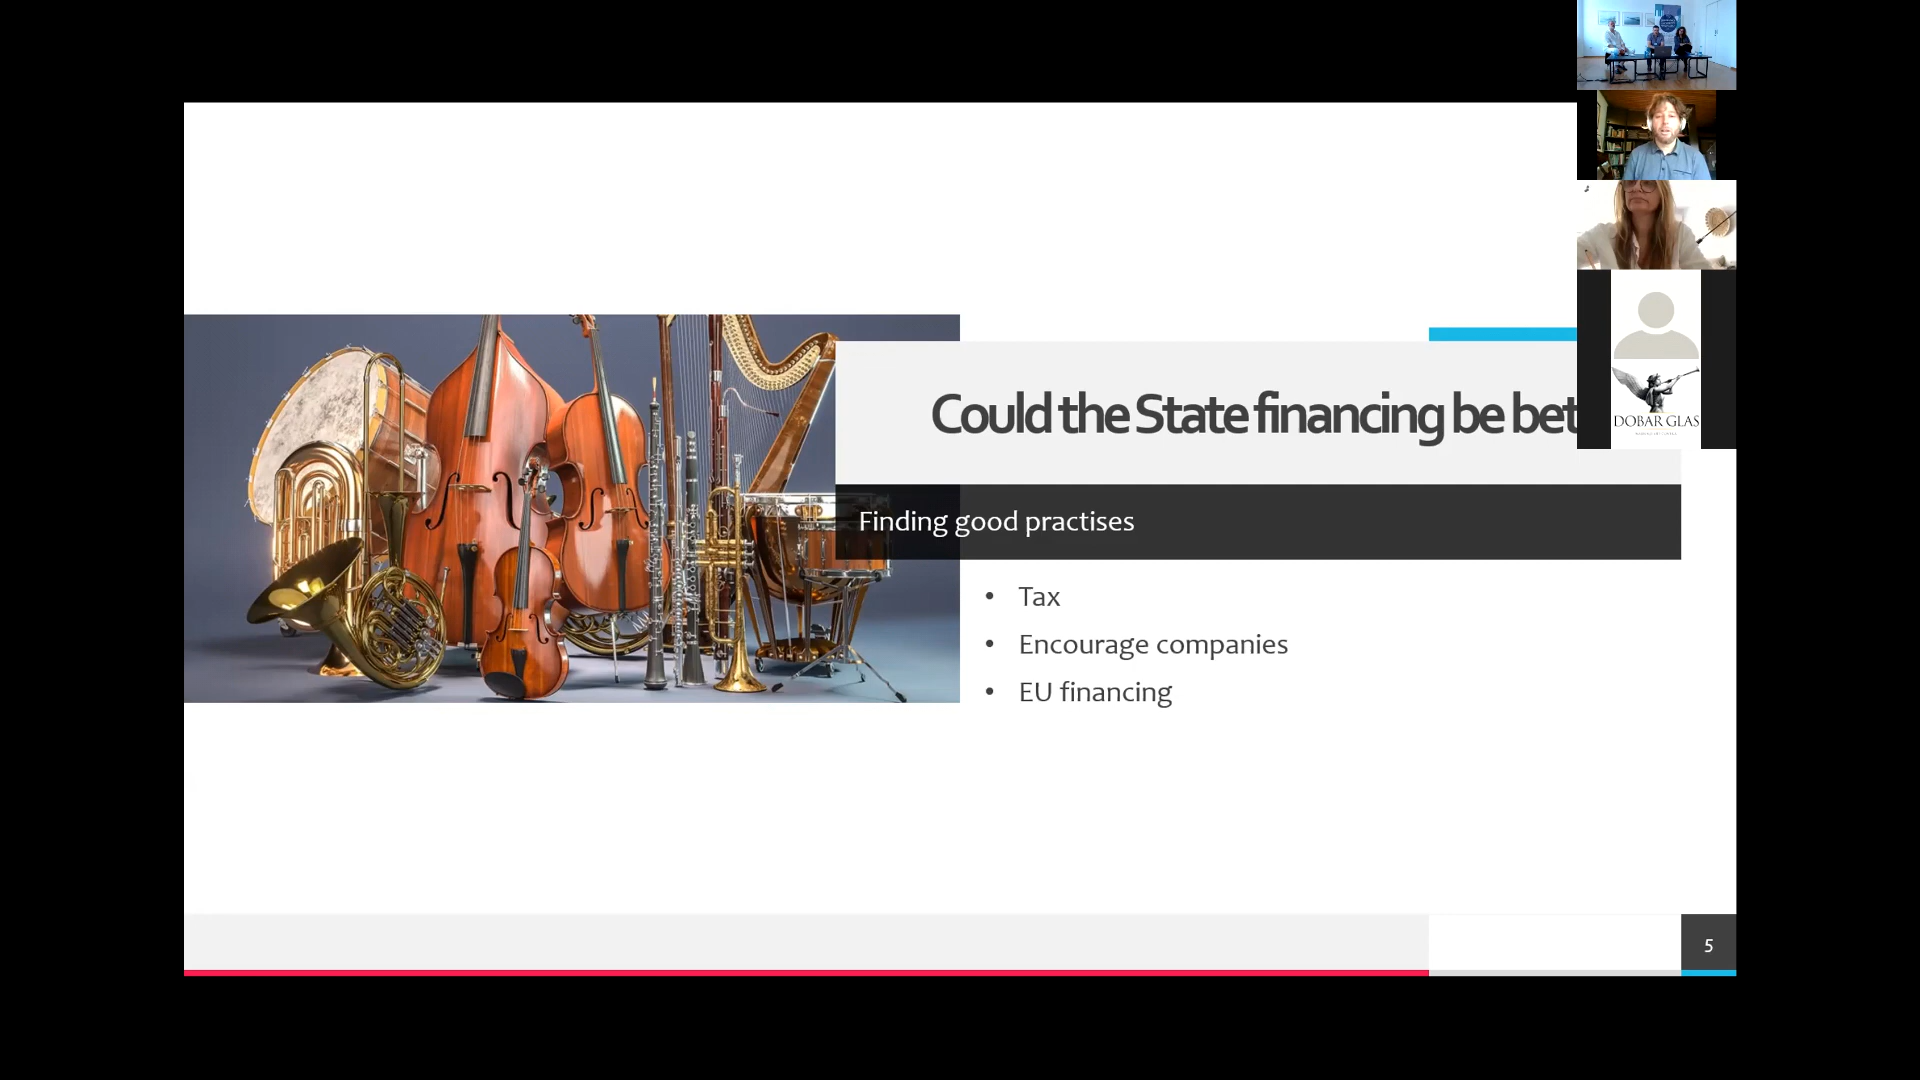 Could the State financing be bet
Finding good practises
• Tax
• Encourage companies
• EU financing
DOBAR GLAS
5